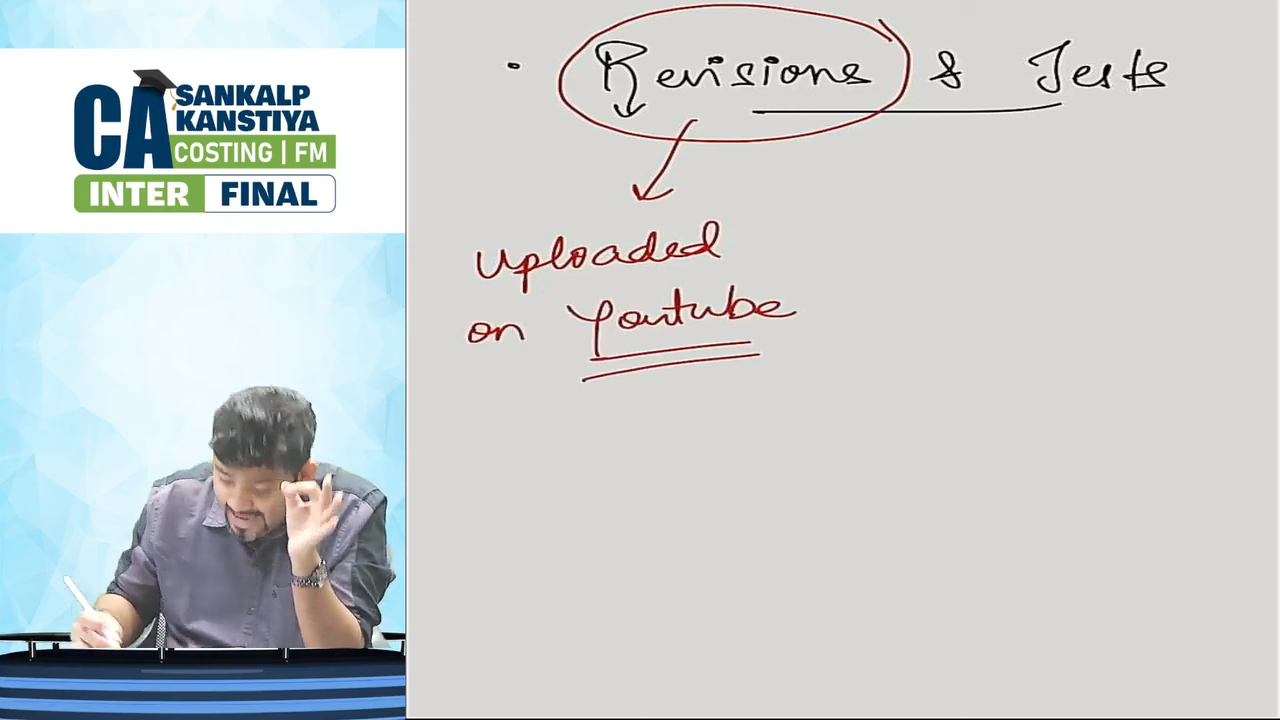 CA SANKALP
KANSTIYA
COSTING | FM
INTER FINAL
· Revisions & Tests
Uploaded
on Youtube